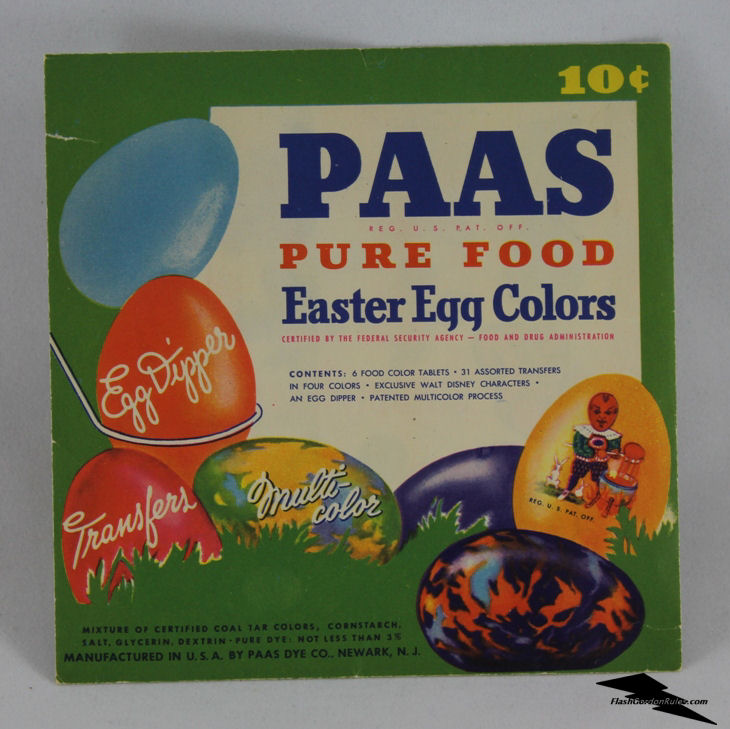 10¢
PAAS
REG. U. S. PAT. OFF.
PURE FOOD
Easter Egg Colors
CERTIFIED BY THE FEDERAL SECURITY AGENCY — FOOD AND DRUG ADMINISTRATION
CONTENTS: 6 FOOD COLOR TABLETS • 31 ASSORTED TRANSFERS
IN FOUR COLORS • EXCLUSIVE WALT DISNEY CHARACTERS •
AN EGG DIPPER • PATENTED MULTICOLOR PROCESS
Egg Dipper
Transfers
Multi-
color
REG. U. S. PAT. OFF.
MIXTURE OF CERTIFIED COAL TAR COLORS, CORNSTARCH,
SALT, GLYCERIN, DEXTRIN • PURE DYE: NOT LESS THAN 3%
MANUFACTURED IN U. S. A. BY PAAS DYE CO., NEWARK, N. J.
FlashGordonRules.com